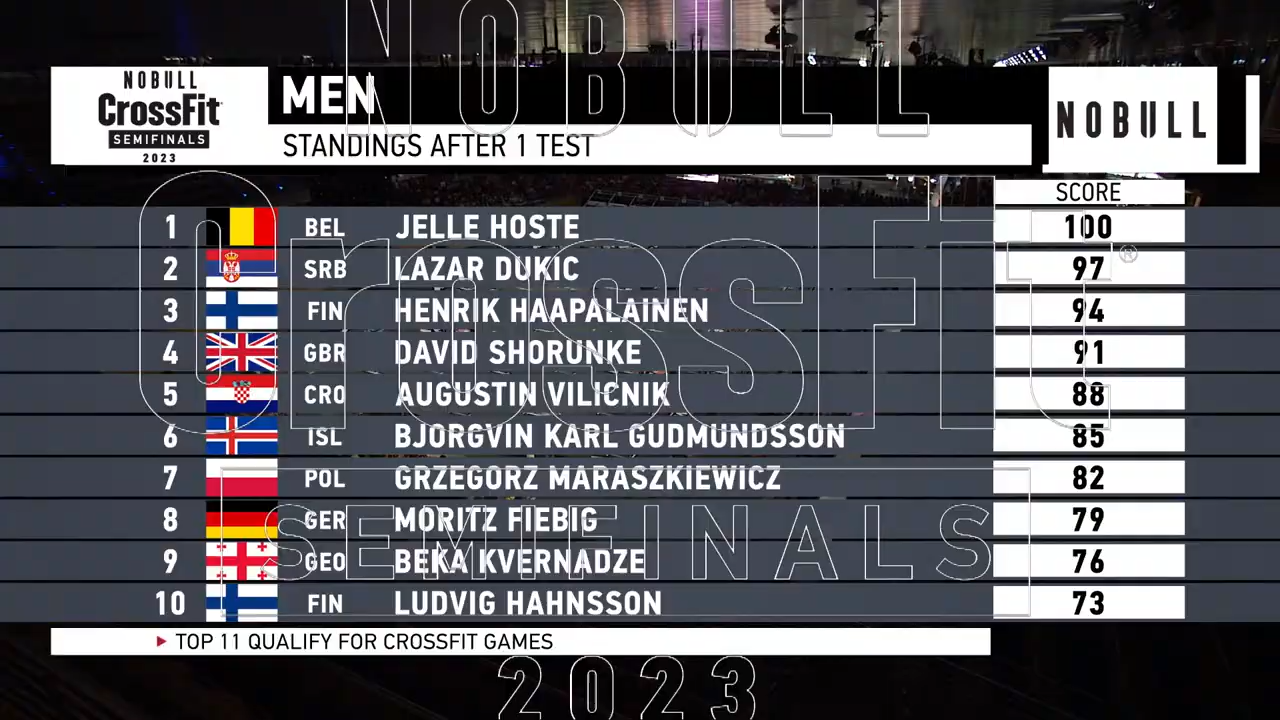 NOBULL
NOBULL
CrossFit
SEMIFINALS
2023
MEN
STANDINGS AFTER 1 TEST
NOBULL
SCORE
1 BEL JELLE HOSTE 100
2 SRB LAZAR DUKIC 97
3 FIN HENRIK HAAPALAINEN 94
4 GBR DAVID SHORUNKE 91
5 CRO AUGUSTIN VILICNIK 88
6 ISL BJORGVIN KARL GUDMUNDSSON 85
7 POL GRZEGORZ MARASZKIEWICZ 82
8 GER MORITZ FIEBIG 79
9 GEO BEKA KVERNADZE 76
10 FIN LUDVIG HAHNSSON 73
TOP 11 QUALIFY FOR CROSSFIT GAMES
CrossFit®
SEMIFINALS
2023